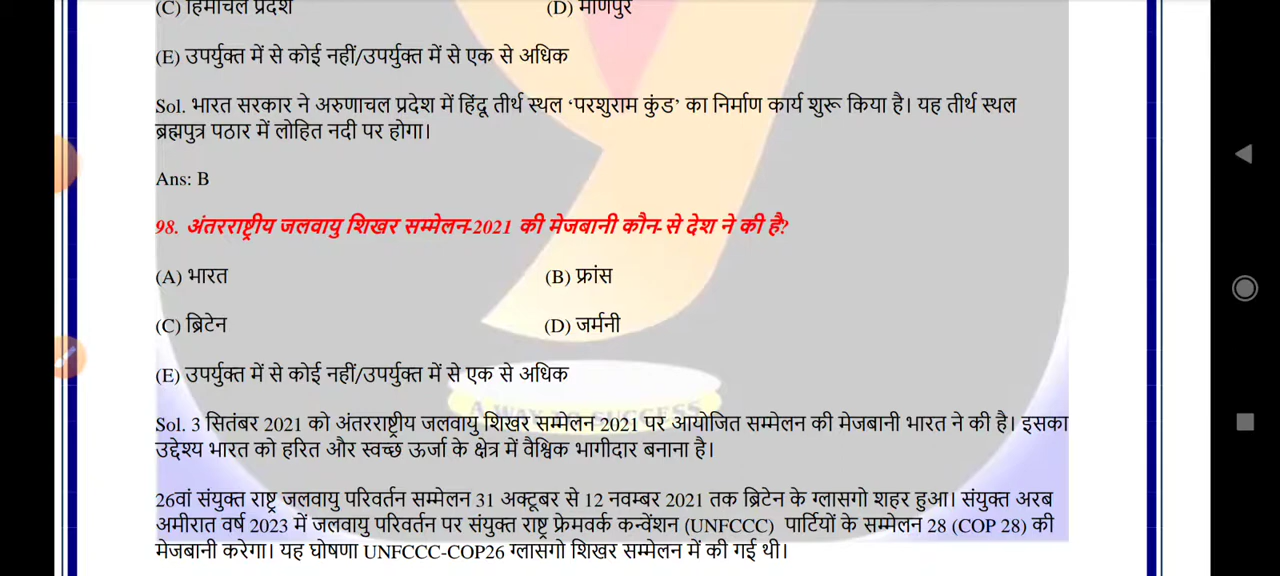 (C) हिमाचल प्रदेश (D) मणिपुर
(E) उपर्युक्त में से कोई नहीं/उपर्युक्त में से एक से अधिक
Sol. भारत सरकार ने अरुणाचल प्रदेश में हिंदू तीर्थ स्थल ‘परशुराम कुंड’ का निर्माण कार्य शुरू किया है। यह तीर्थ स्थल
ब्रह्मपुत्र पठार में लोहित नदी पर होगा।
Ans: B
98. अंतरराष्ट्रीय जलवायु शिखर सम्मेलन-2021 की मेजबानी कौन-से देश ने की है?
(A) भारत (B) फ्रांस
(C) ब्रिटेन (D) जर्मनी
(E) उपर्युक्त में से कोई नहीं/उपर्युक्त में से एक से अधिक
A WAY TO SUCCESS
Sol. 3 सितंबर 2021 को अंतरराष्ट्रीय जलवायु शिखर सम्मेलन 2021 पर आयोजित सम्मेलन की मेजबानी भारत ने की है। इसका
उद्देश्य भारत को हरित और स्वच्छ ऊर्जा के क्षेत्र में वैश्विक भागीदार बनाना है।
26वां संयुक्त राष्ट्र जलवायु परिवर्तन सम्मेलन 31 अक्टूबर से 12 नवम्बर 2021 तक ब्रिटेन के ग्लासगो शहर हुआ। संयुक्त अरब
अमीरात वर्ष 2023 में जलवायु परिवर्तन पर संयुक्त राष्ट्र फ्रेमवर्क कन्वेंशन (UNFCCC) पार्टियों के सम्मेलन 28 (COP 28) की
मेजबानी करेगा। यह घोषणा UNFCCC-COP26 ग्लासगो शिखर सम्मेलन में की गई थी।